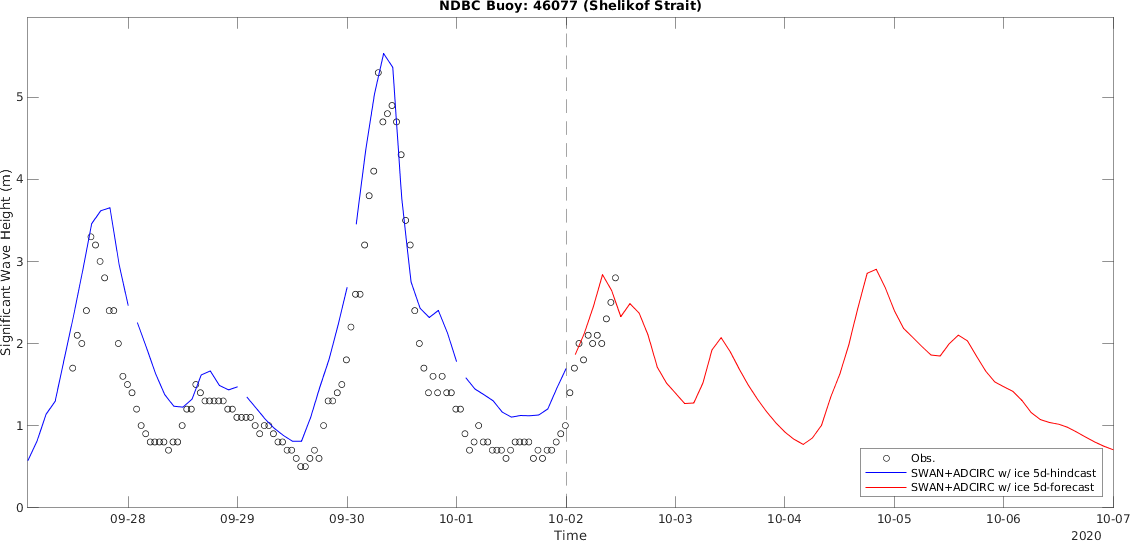 NDBC Buoy: 46077 (Shelikof Strait)
Significant Wave Height (m)
5
4
3
2
1
0
Obs.
SWAN+ADCIRC w/ ice 5d-hindcast
SWAN+ADCIRC w/ ice 5d-forecast
09-28 09-29 09-30 10-01 10-02 10-03 10-04 10-05 10-06 10-07
Time
2020